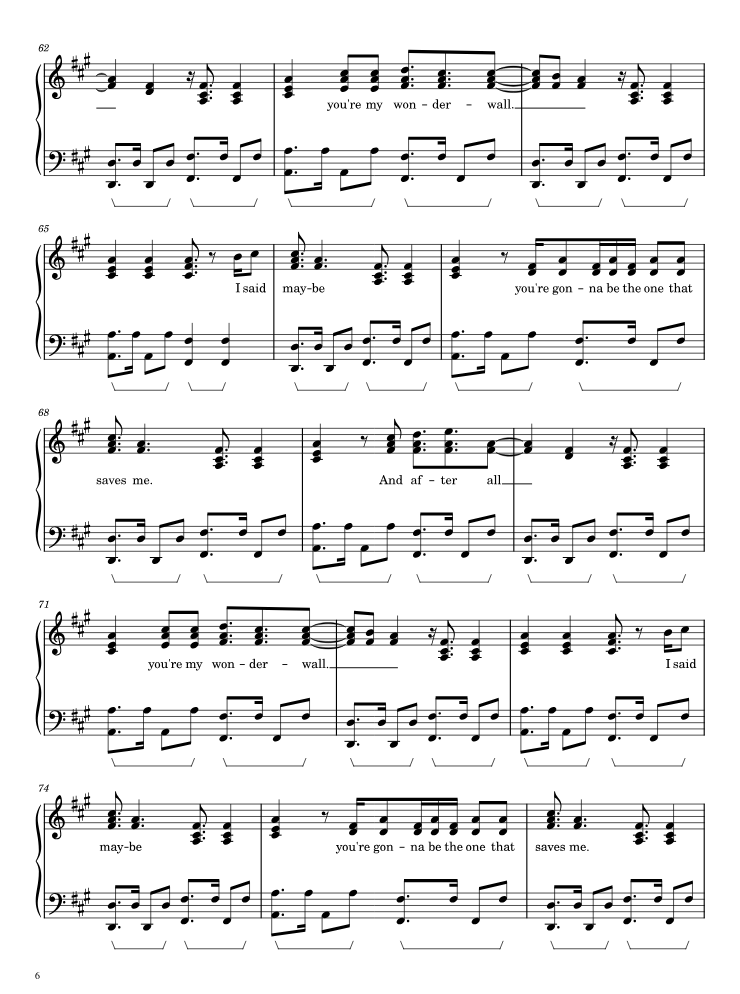 62
you're my won - der - wall.
65
I said may-be you're gon - na be the one that
68
saves me. And af - ter all
71
you're my won - der - wall. I said
74
may-be you're gon - na be the one that saves me.
6